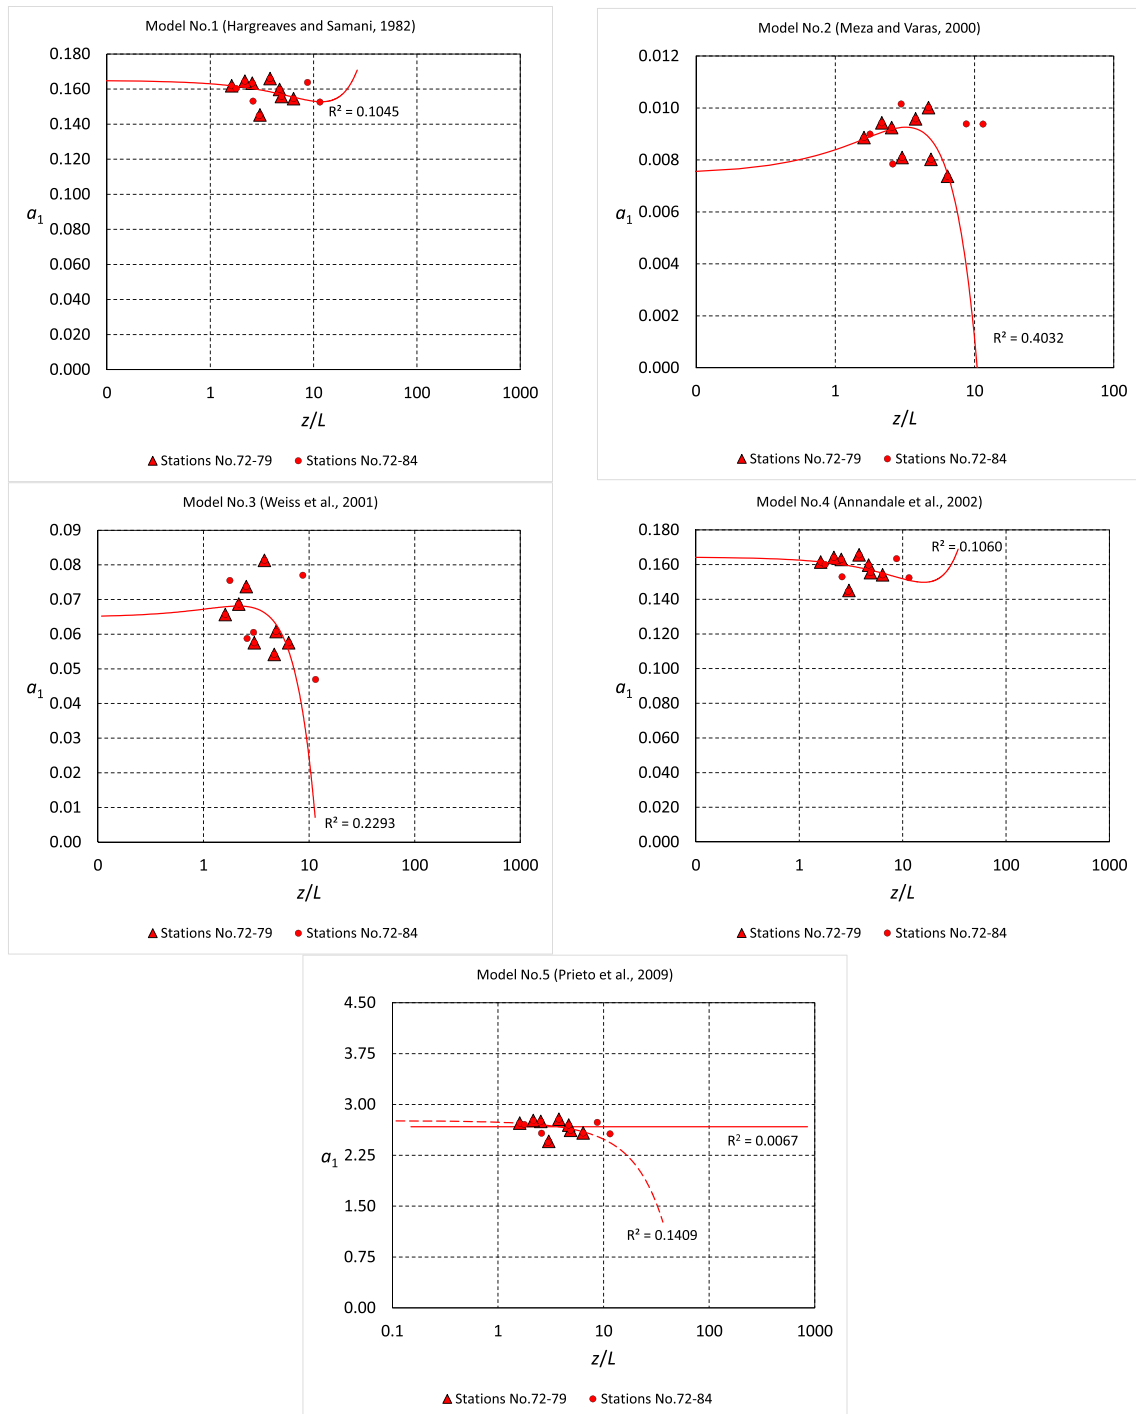 Model No.1 (Hargreaves and Samani, 1982)
0.180
0.160
0.140
0.120
0.100
0.080
0.060
0.040
0.020
0.000
a1
R² = 0.1045
0 1 10 100 1000
z/L
Stations No.72-79 Stations No.72-84
Model No.2 (Meza and Varas, 2000)
0.012
0.010
0.008
0.006
0.004
0.002
0.000
a1
R² = 0.4032
0 1 10 100
z/L
Stations No.72-79 Stations No.72-84
Model No.3 (Weiss et al., 2001)
0.09
0.08
0.07
0.06
0.05
0.04
0.03
0.02
0.01
0.00
a1
R² = 0.2293
0 1 10 100 1000
z/L
Stations No.72-79 Stations No.72-84
Model No.4 (Annandale et al., 2002)
0.180
0.160
0.140
0.120
0.100
0.080
0.060
0.040
0.020
0.000
a1
R² = 0.1060
0 1 10 100 1000
z/L
Stations No.72-79 Stations No.72-84
Model No.5 (Prieto et al., 2009)
4.50
3.75
3.00
2.25
1.50
0.75
0.00
a1
R² = 0.0067
R² = 0.1409
0.1 1 10 100 1000
z/L
Stations No.72-79 Stations No.72-84